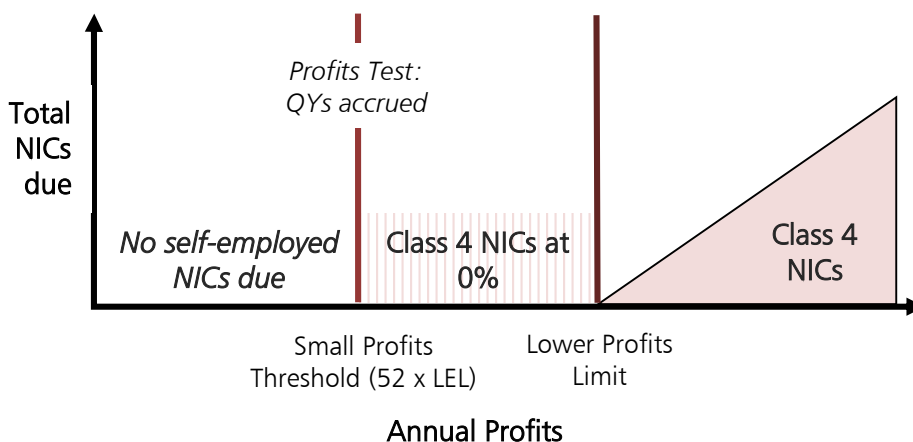 Profits Test:
QYs accrued
Total
NICs
due
No self-employed
NICs due
Class 4 NICs at
0%
Class 4
NICs
Small Profits
Threshold (52 x LEL)
Lower Profits
Limit
Annual Profits